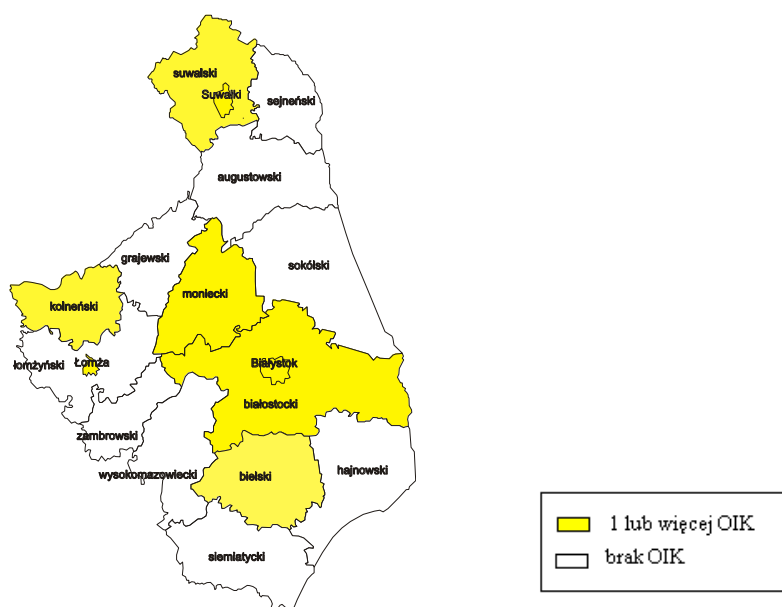 suwalski
Suwałki
sejneński
augustowski
grajewski
sokólski
moniecki
kolneński
łomżyński
Łomża
Białystok
białostocki
zambrowski
wysokomazowiecki
bielski
hajnowski
siemiatycki
1 lub więcej OIK
brak OIK